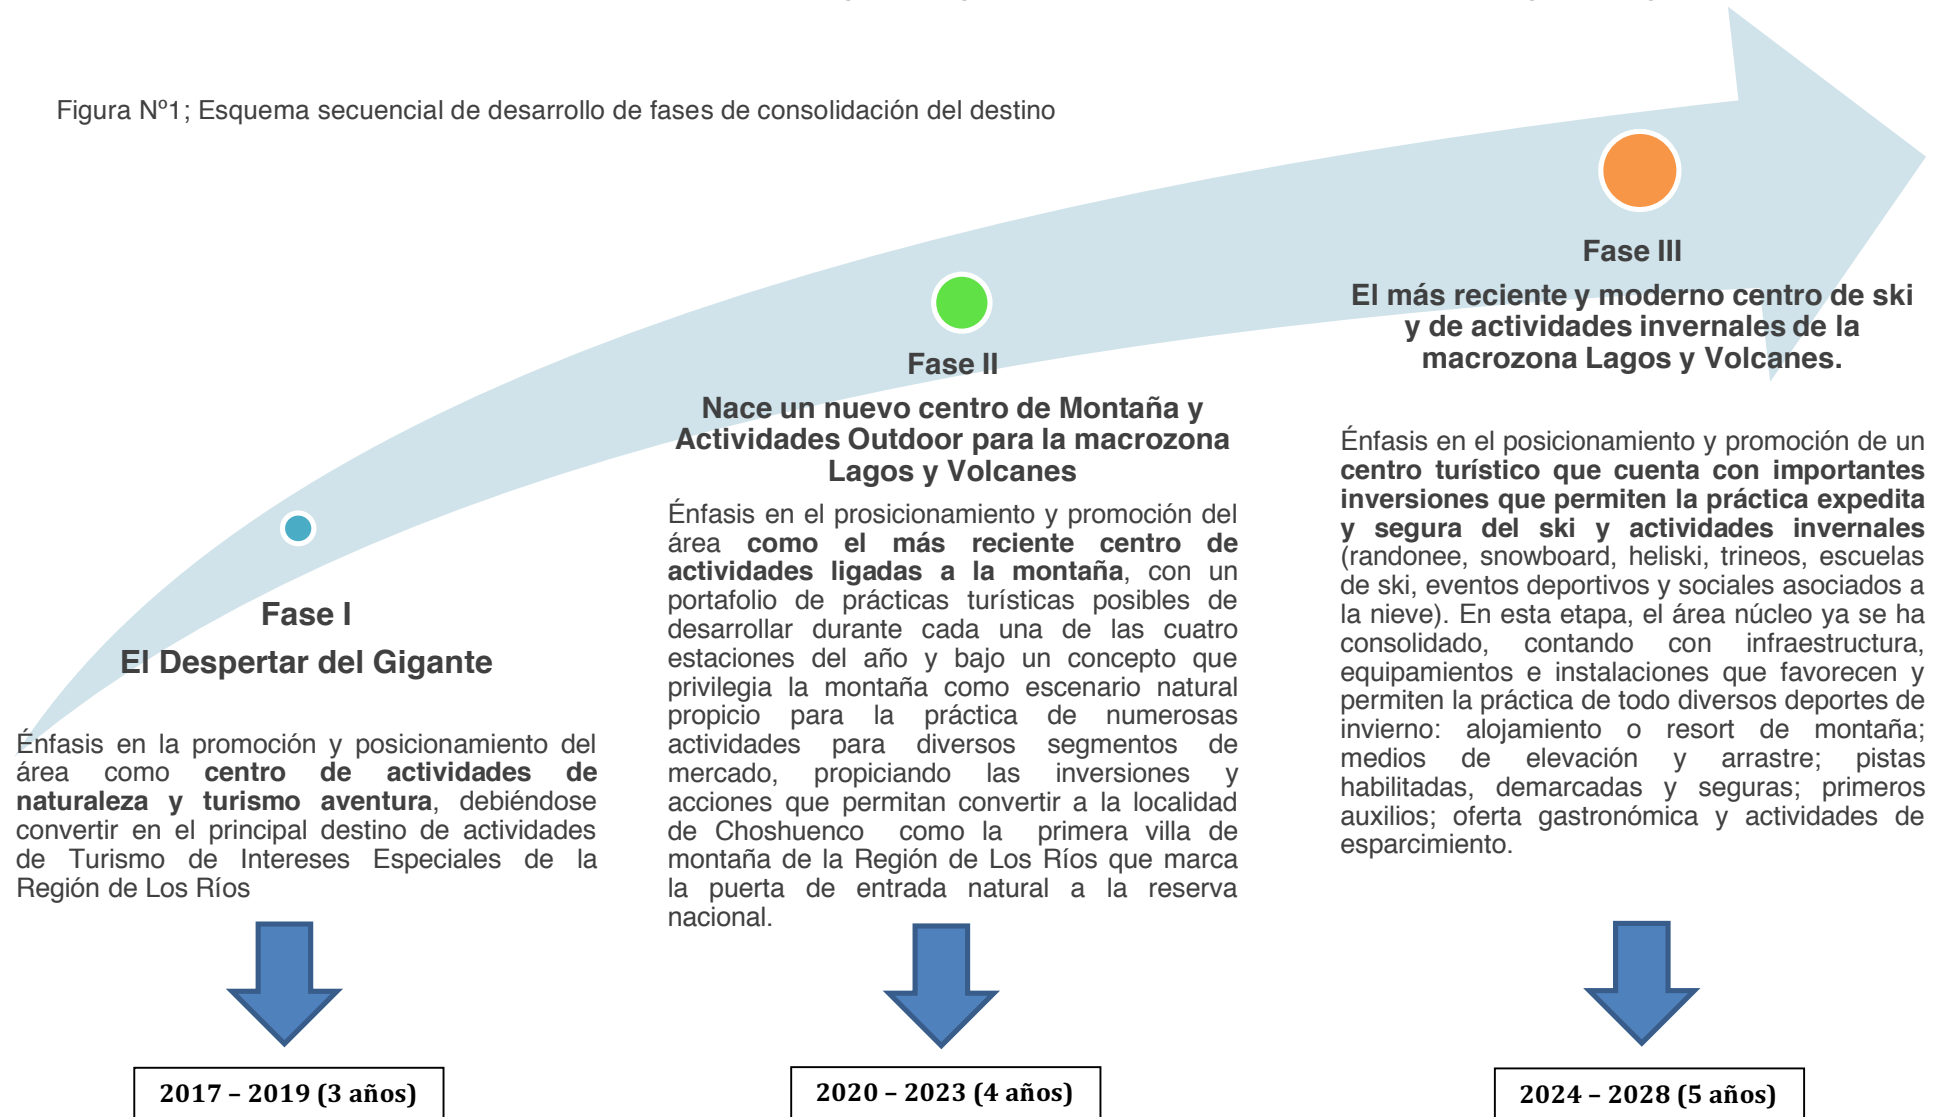 Figura Nº1; Esquema secuencial de desarrollo de fases de consolidación del destino
Fase I
El Despertar del Gigante
Énfasis en la promoción y posicionamiento del
área como centro de actividades de
naturaleza y turismo aventura, debiéndose
convertir en el principal destino de actividades
de Turismo de Intereses Especiales de la
Región de Los Ríos
2017 – 2019 (3 años)
Fase II
Nace un nuevo centro de Montaña y
Actividades Outdoor para la macrozona
Lagos y Volcanes
Énfasis en el prosicionamiento y promoción del
área como el más reciente centro de
actividades ligadas a la montaña, con un
portafolio de prácticas turísticas posibles de
desarrollar durante cada una de las cuatro
estaciones del año y bajo un concepto que
privilegia la montaña como escenario natural
propicio para la práctica de numerosas
actividades para diversos segmentos de
mercado, propiciando las inversiones y
acciones que permitan convertir a la localidad
de Choshuenco como la primera villa de
montaña de la Región de Los Ríos que marca
la puerta de entrada natural a la reserva
nacional.
2020 – 2023 (4 años)
Fase III
El más reciente y moderno centro de ski
y de actividades invernales de la
macrozona Lagos y Volcanes.
Énfasis en el posicionamiento y promoción de un
centro turístico que cuenta con importantes
inversiones que permiten la práctica expedita
y segura del ski y actividades invernales
(randonee, snowboard, heliski, trineos, escuelas
de ski, eventos deportivos y sociales asociados a
la nieve). En esta etapa, el área núcleo ya se ha
consolidado, contando con infraestructura,
equipamientos e instalaciones que favorecen y
permiten la práctica de todo diversos deportes de
invierno: alojamiento o resort de montaña;
medios de elevación y arrastre; pistas
habilitadas, demarcadas y seguras; primeros
auxilios; oferta gastronómica y actividades de
esparcimiento.
2024 – 2028 (5 años)